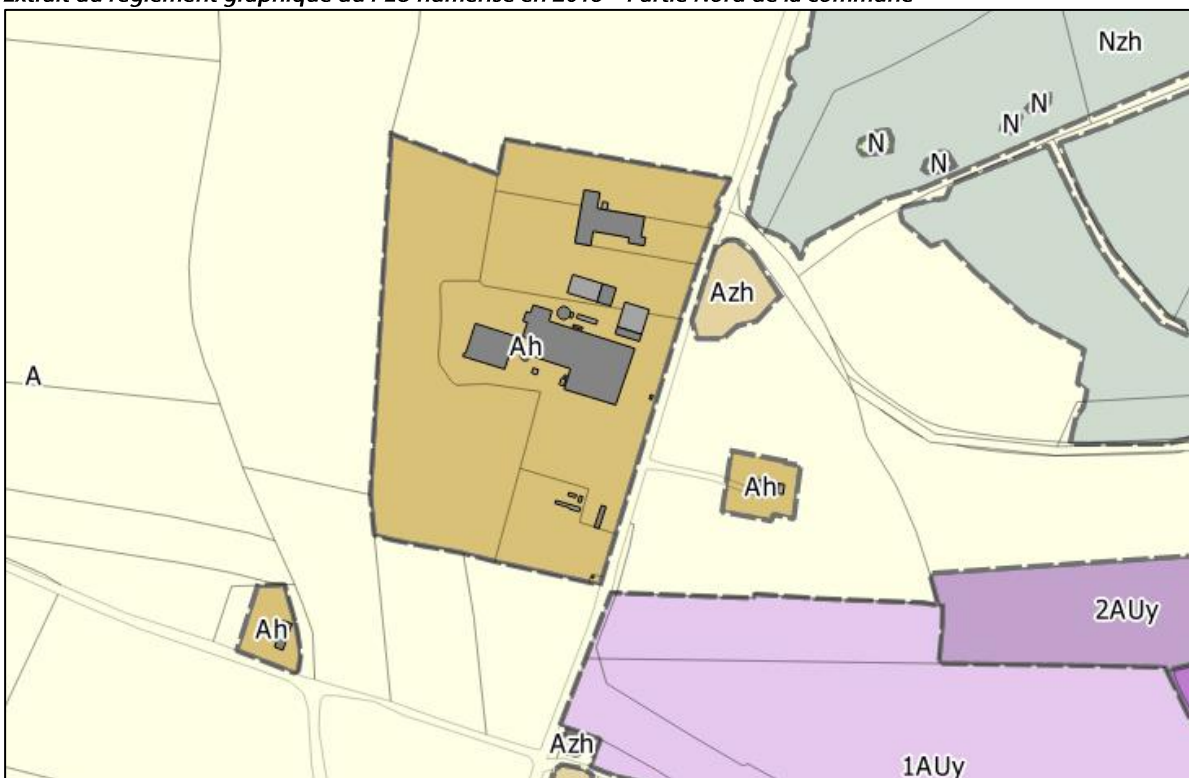 Extrait du règlement graphique du PLU numérisé en 2015 – Partie Nord de la commune
Nzh
N
N
N
N
Azh
Ah
A
Ah
2AUy
Ah
Azh
1AUy